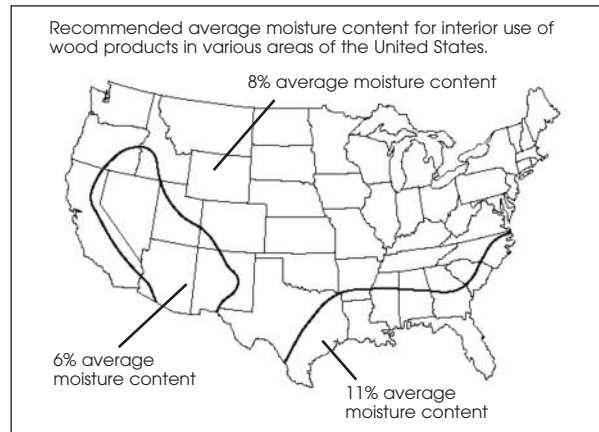 Recommended average moisture content for interior use of
wood products in various areas of the United States.
8% average moisture content
6% average
moisture content
11% average
moisture content